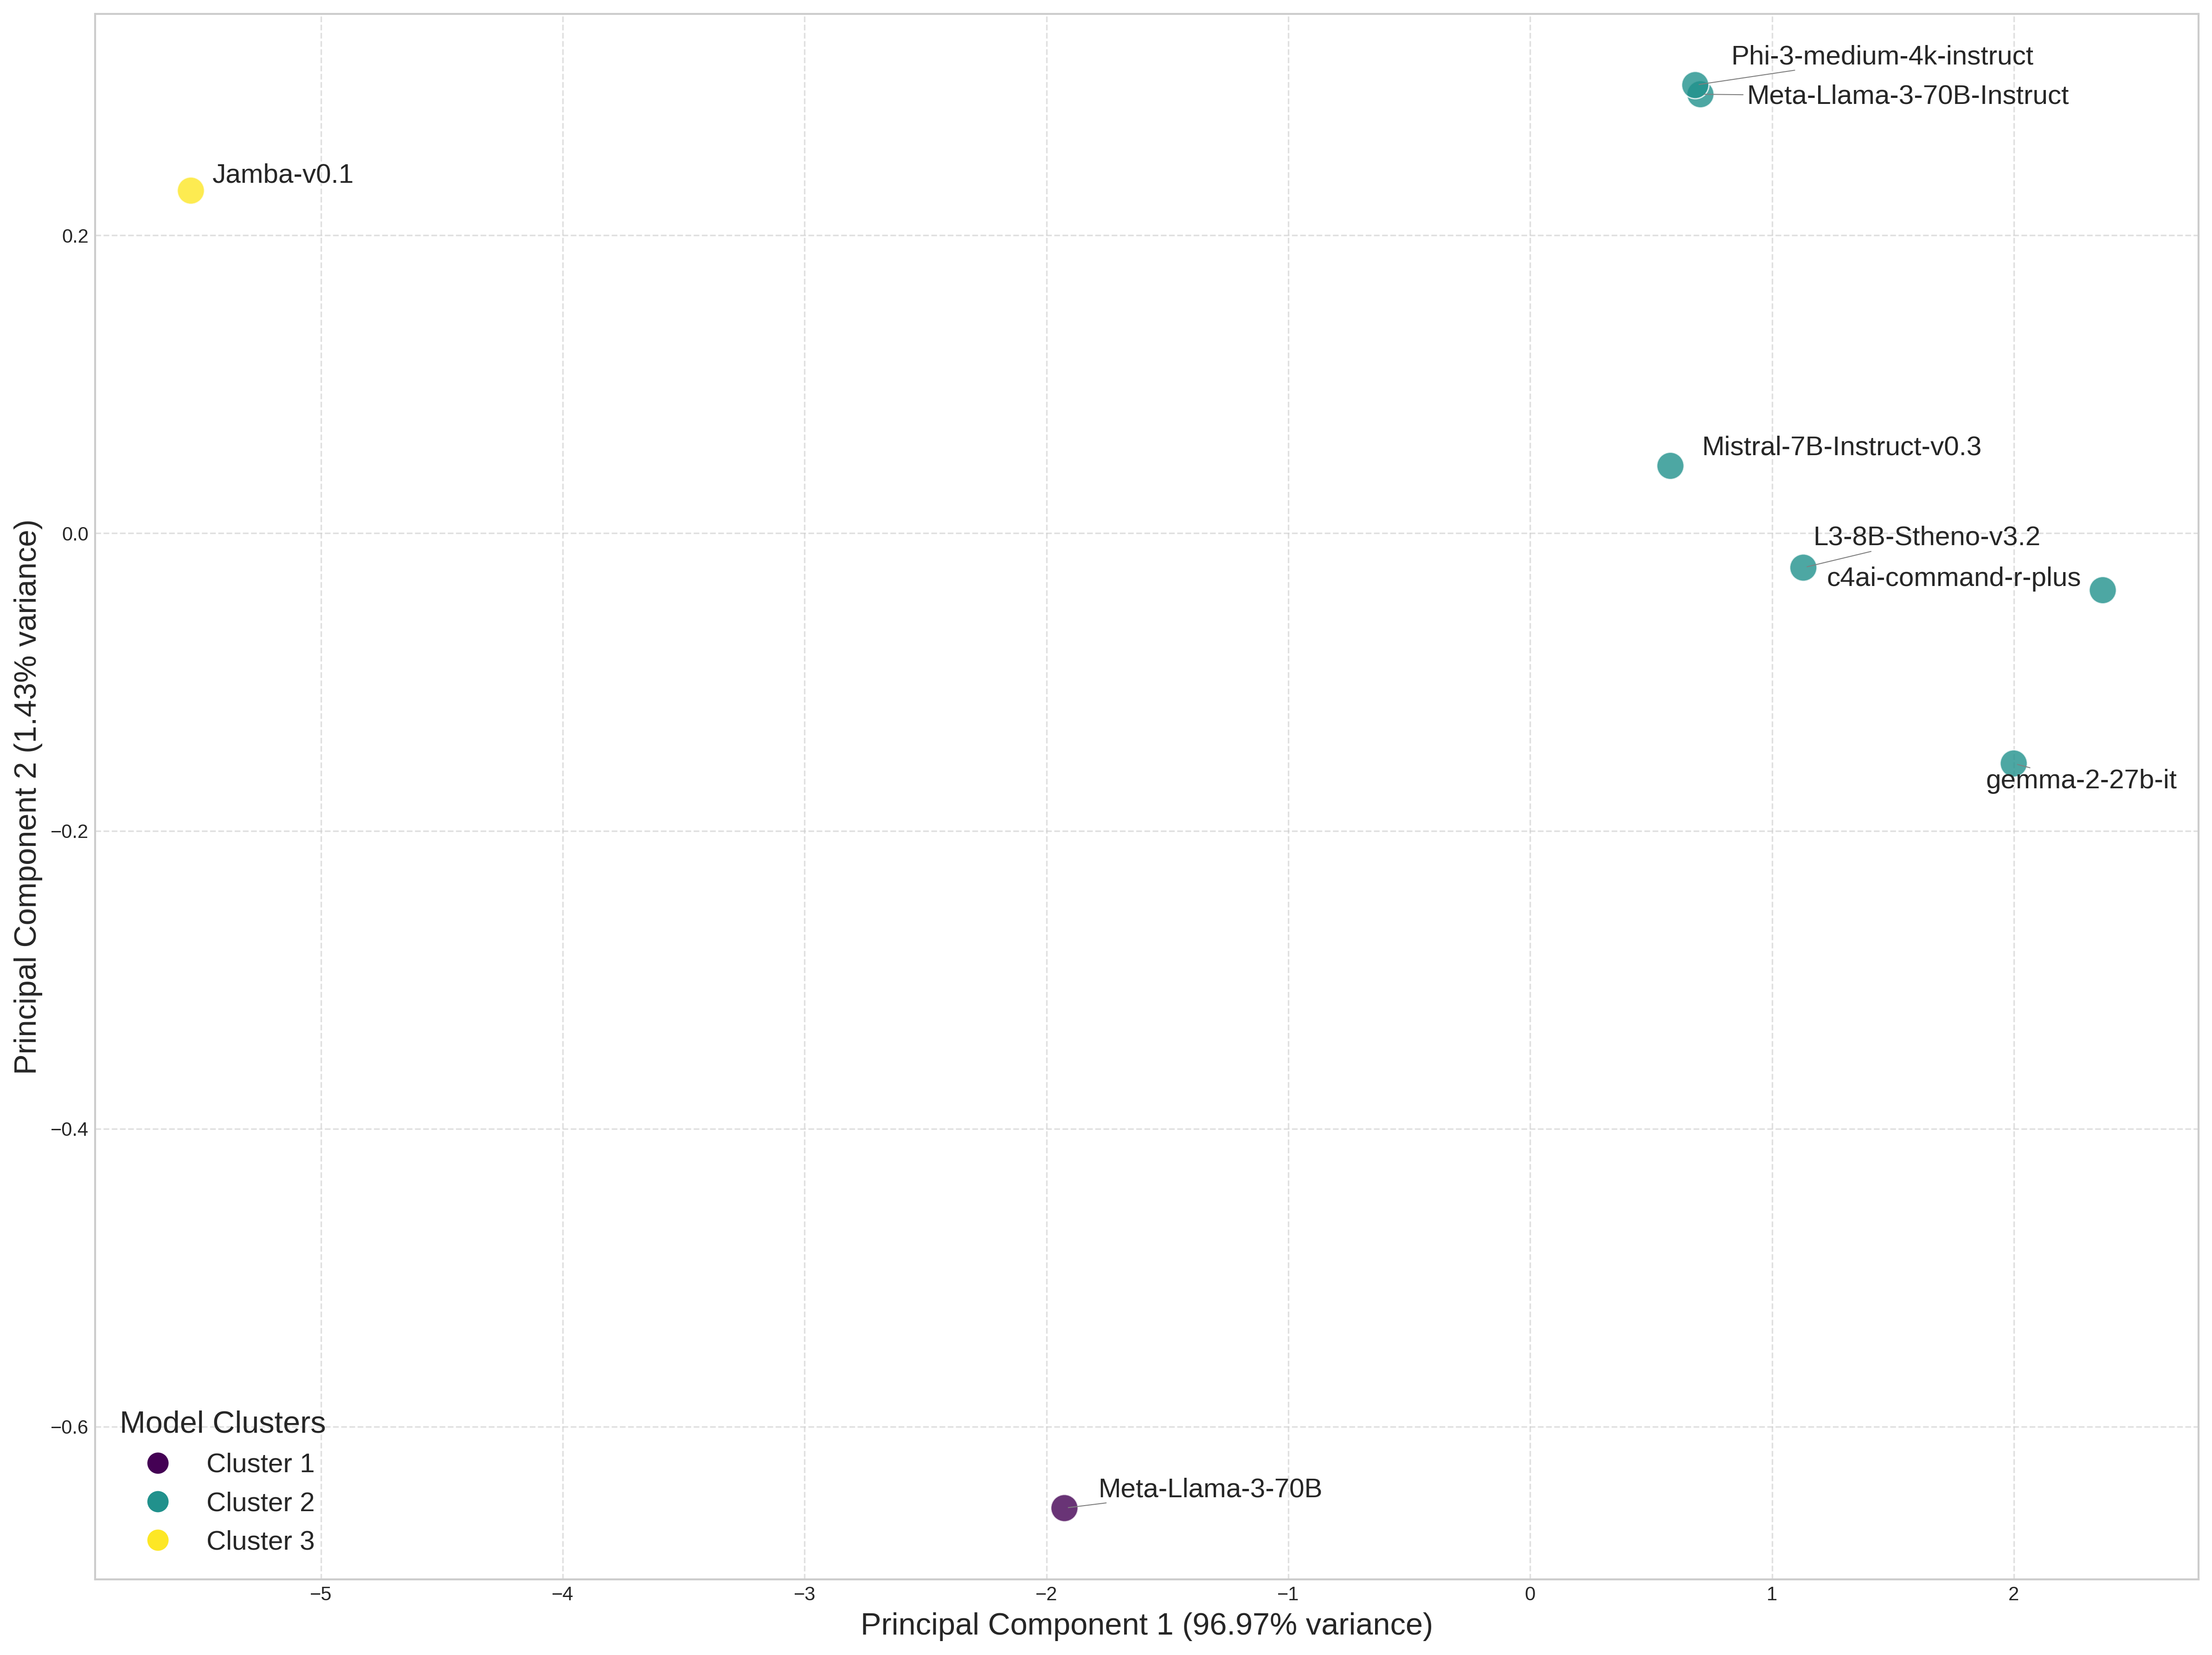 Phi-3-medium-4k-instruct
Meta-Llama-3-70B-Instruct
Jamba-v0.1
0.2
Mistral-7B-Instruct-v0.3
L3-8B-Stheno-v3.2
0.0
c4ai-command-r-plus
gemma-2-27b-it
−0.2
Principal Component 2 (1.43% variance)
−0.4
−0.6
Model Clusters
Cluster 1
Cluster 2
Cluster 3
Meta-Llama-3-70B
−5
−4
−3
−2
−1
0
1
2
Principal Component 1 (96.97% variance)